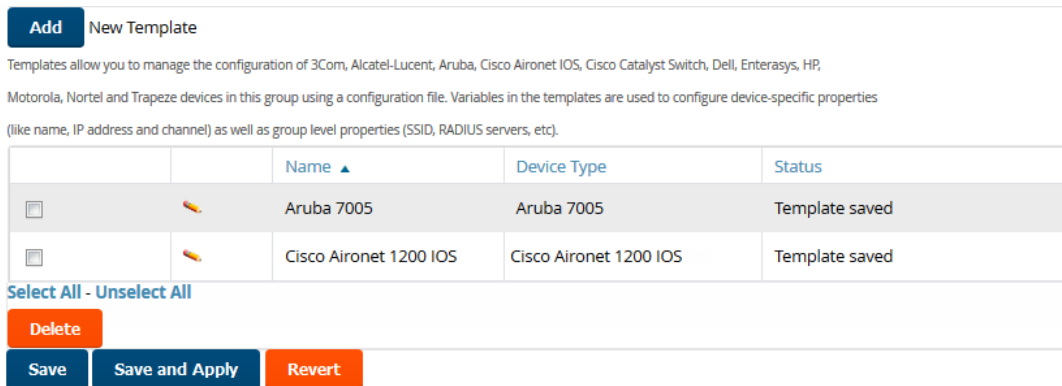 Add New Template
Templates allow you to manage the configuration of 3Com, Alcatel-Lucent, Aruba, Cisco Aironet IOS, Cisco Catalyst Switch, Dell, Enterasys, HP,
Motorola, Nortel and Trapeze devices in this group using a configuration file. Variables in the templates are used to configure device-specific properties
(like name, IP address and channel) as well as group level properties (SSID, RADIUS servers, etc).
Name ▲ Device Type Status
Aruba 7005 Aruba 7005 Template saved
Cisco Aironet 1200 IOS Cisco Aironet 1200 IOS Template saved
Select All - Unselect All
Delete
Save Save and Apply Revert